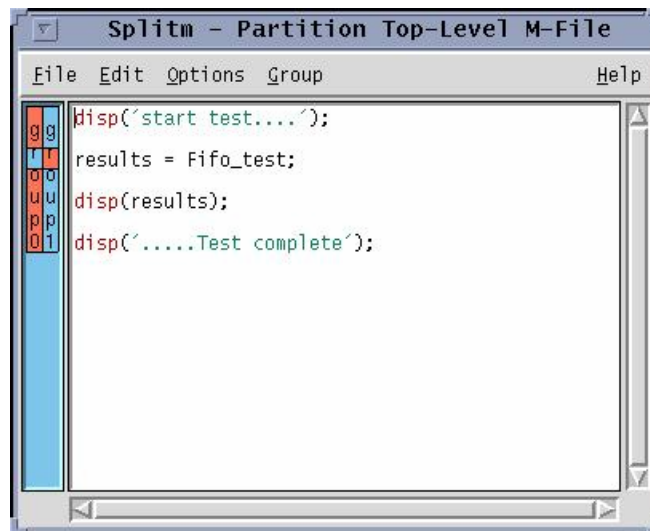 Splitm - Partition Top-Level M-File
File Edit Options Group Help
group0
group1
disp(´start test....´);
results = Fifo_test;
disp(results);
disp(´.....Test complete´);